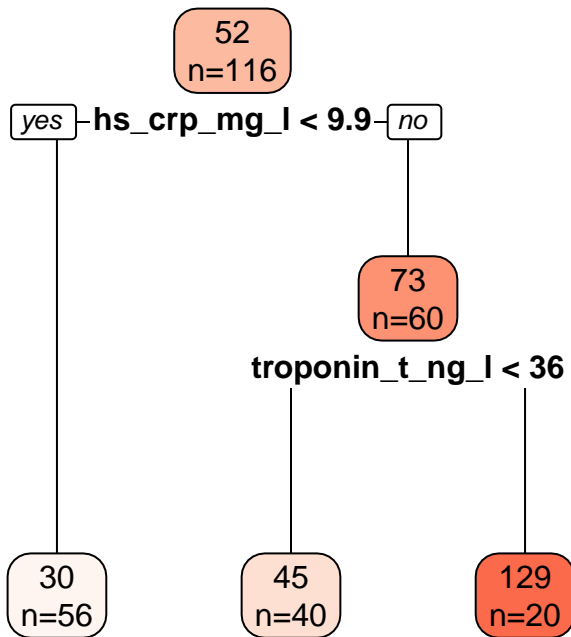 52
n=116
yes hs_crp_mg_l < 9.9 no
73
n=60
troponin_t_ng_l < 36
30
n=56
45
n=40
129
n=20